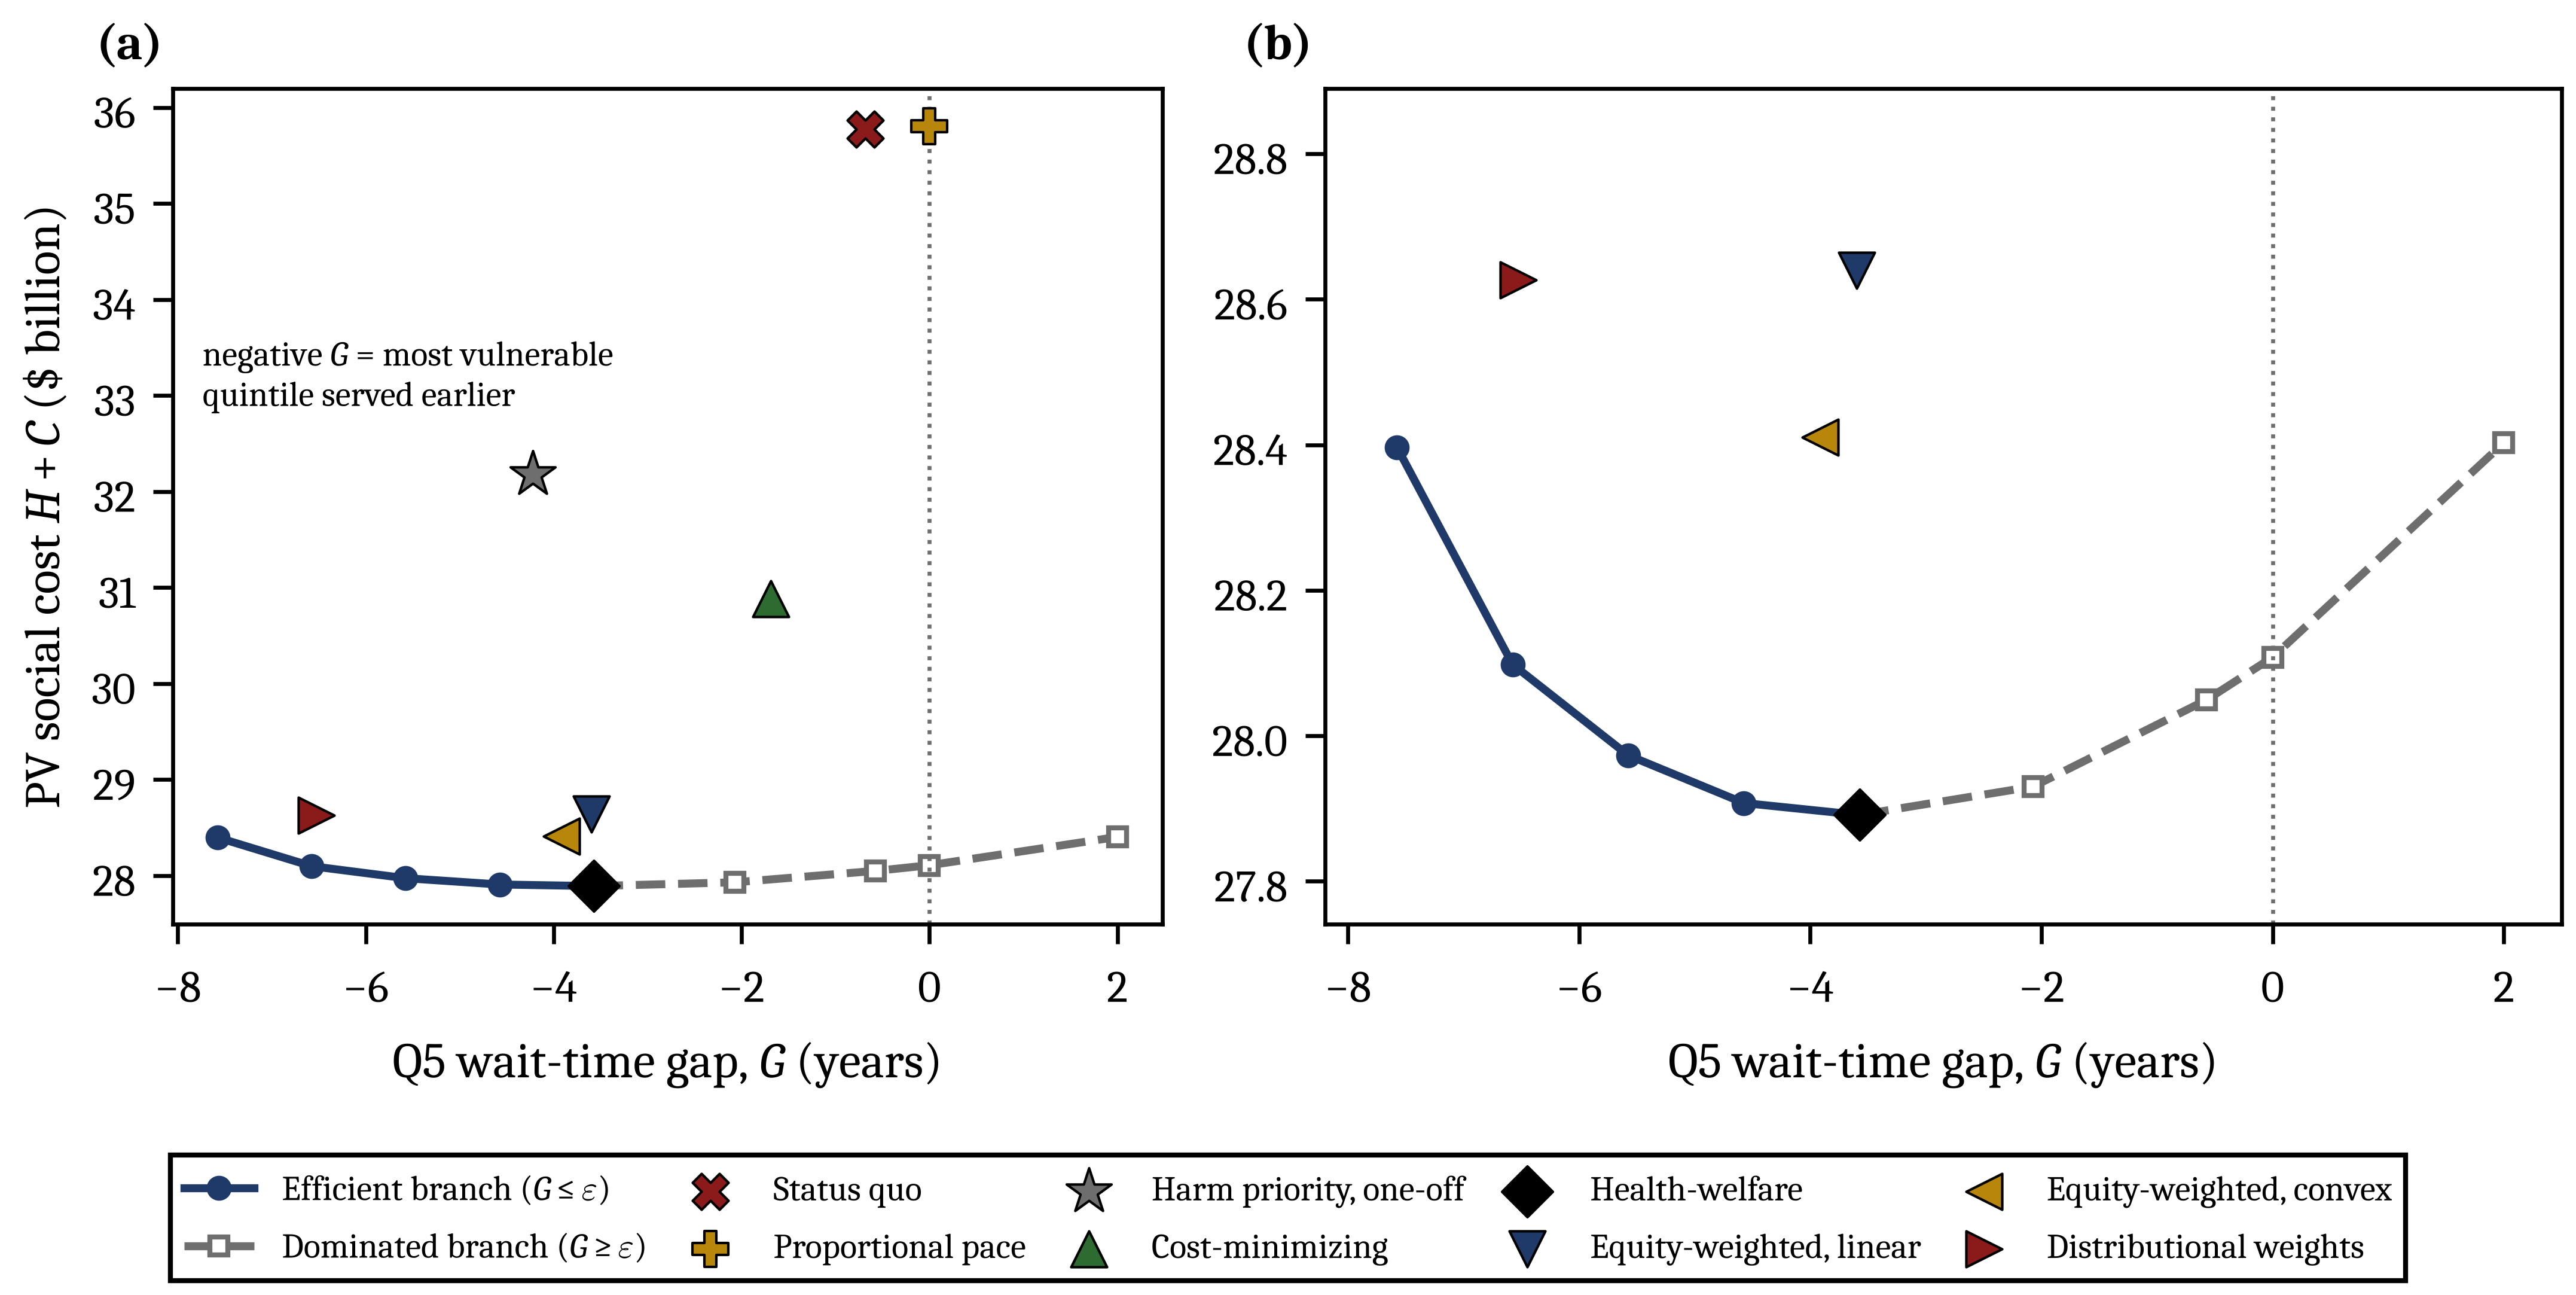 (a)
36
35
34
33
32
31
30
29
28
PV social cost H + C ($ billion)
negative G = most vulnerable
quintile served earlier
−8 −6 −4 −2 0 2
Q5 wait-time gap, G (years)
(b)
28.8
28.6
28.4
28.2
28.0
27.8
−8 −6 −4 −2 0 2
Q5 wait-time gap, G (years)
Efficient branch (G ≤ ε)
Dominated branch (G ≥ ε)
Status quo
Proportional pace
Harm priority, one-off
Cost-minimizing
Health-welfare
Equity-weighted, linear
Equity-weighted, convex
Distributional weights